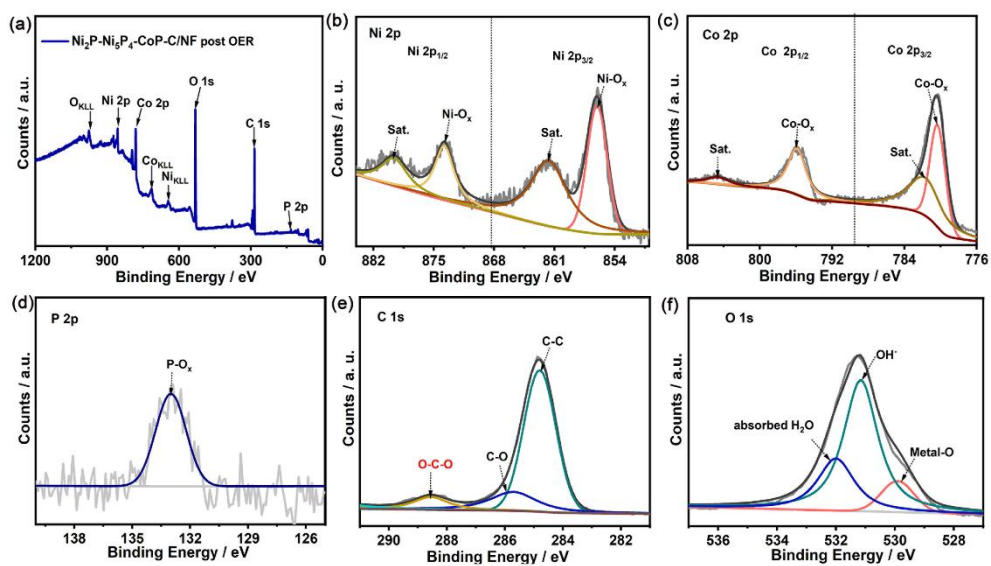 (a)
Ni₂P-Ni₅P₄-CoP-C/NF post OER
O 1s
O_KLL
Ni 2p
Co 2p
C 1s
Co_KLL
Ni_KLL
P 2p
Counts / a.u.
1200 900 600 300 0
Binding Energy / eV
(b)
Ni 2p
Ni 2p₁/₂
Ni 2p₃/₂
Ni-Oₓ
Ni-Oₓ
Sat.
Sat.
Counts / a.u.
882 875 868 861 854
Binding Energy / eV
(c)
Co 2p
Co 2p₁/₂
Co 2p₃/₂
Co-Oₓ
Co-Oₓ
Sat.
Sat.
Counts / a.u.
808 800 792 784 776
Binding Energy / eV
(d)
P 2p
P-Oₓ
Counts / a.u.
138 135 132 129 126
Binding Energy / eV
(e)
C 1s
C-C
O-C-O
C-O
Counts / a.u.
290 288 286 284 282
Binding Energy / eV
(f)
O 1s
OH⁻
absorbed H₂O
Metal-O
Counts / a.u.
536 534 532 530 528
Binding Energy / eV